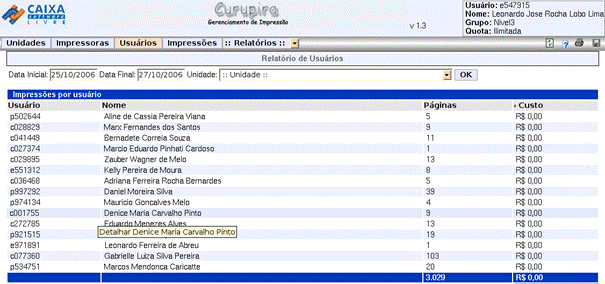 CAIXA
software
LIVRE
Curupira
Gerenciamento de Impressão
v 1.3
Usuário: e547915
Nome: Leonardo Jose Rocha Lobo Lima
Grupo: Nível3
Quota: Ilimitada
Unidades Impressoras Usuários Impressões :: Relatórios ::
Relatório de Usuários
Data Inicial: 25/10/2006 Data Final: 27/10/2006 Unidade: :: Unidade :: OK
Impressões por usuário
Usuário Nome Páginas Custo
p502644 Aline de Cassia Pereira Viana 5 R$ 0,00
c028829 Marx Fernandes dos Santos 9 R$ 0,00
c041449 Bernadete Correia Souza 11 R$ 0,00
c027374 Marcio Eduardo Pinhati Cardoso 1 R$ 0,00
c029895 Zauber Wagner de Melo 13 R$ 0,00
e551312 Kelly Pereira de Moura 8 R$ 0,00
c036468 Adriana Ferreira Rocha Bernardes 5 R$ 0,00
p997292 Daniel Moreira Silva 39 R$ 0,00
p974134 Mauricio Goncalves Melo 4 R$ 0,00
c001755 Denice Maria Carvalho Pinto 9 R$ 0,00
c272785 Eduardo Menezes Alves 13 R$ 0,00
p921515 Detalhar Denice Maria Carvalho Pinto 19 R$ 0,00
e971891 Leonardo Ferreira de Abreu 1 R$ 0,00
c077360 Gabrielle Luiza Silva Pereira 103 R$ 0,00
p534751 Marcos Mendonca Caricatte 20 R$ 0,00
3.029 R$ 0,00